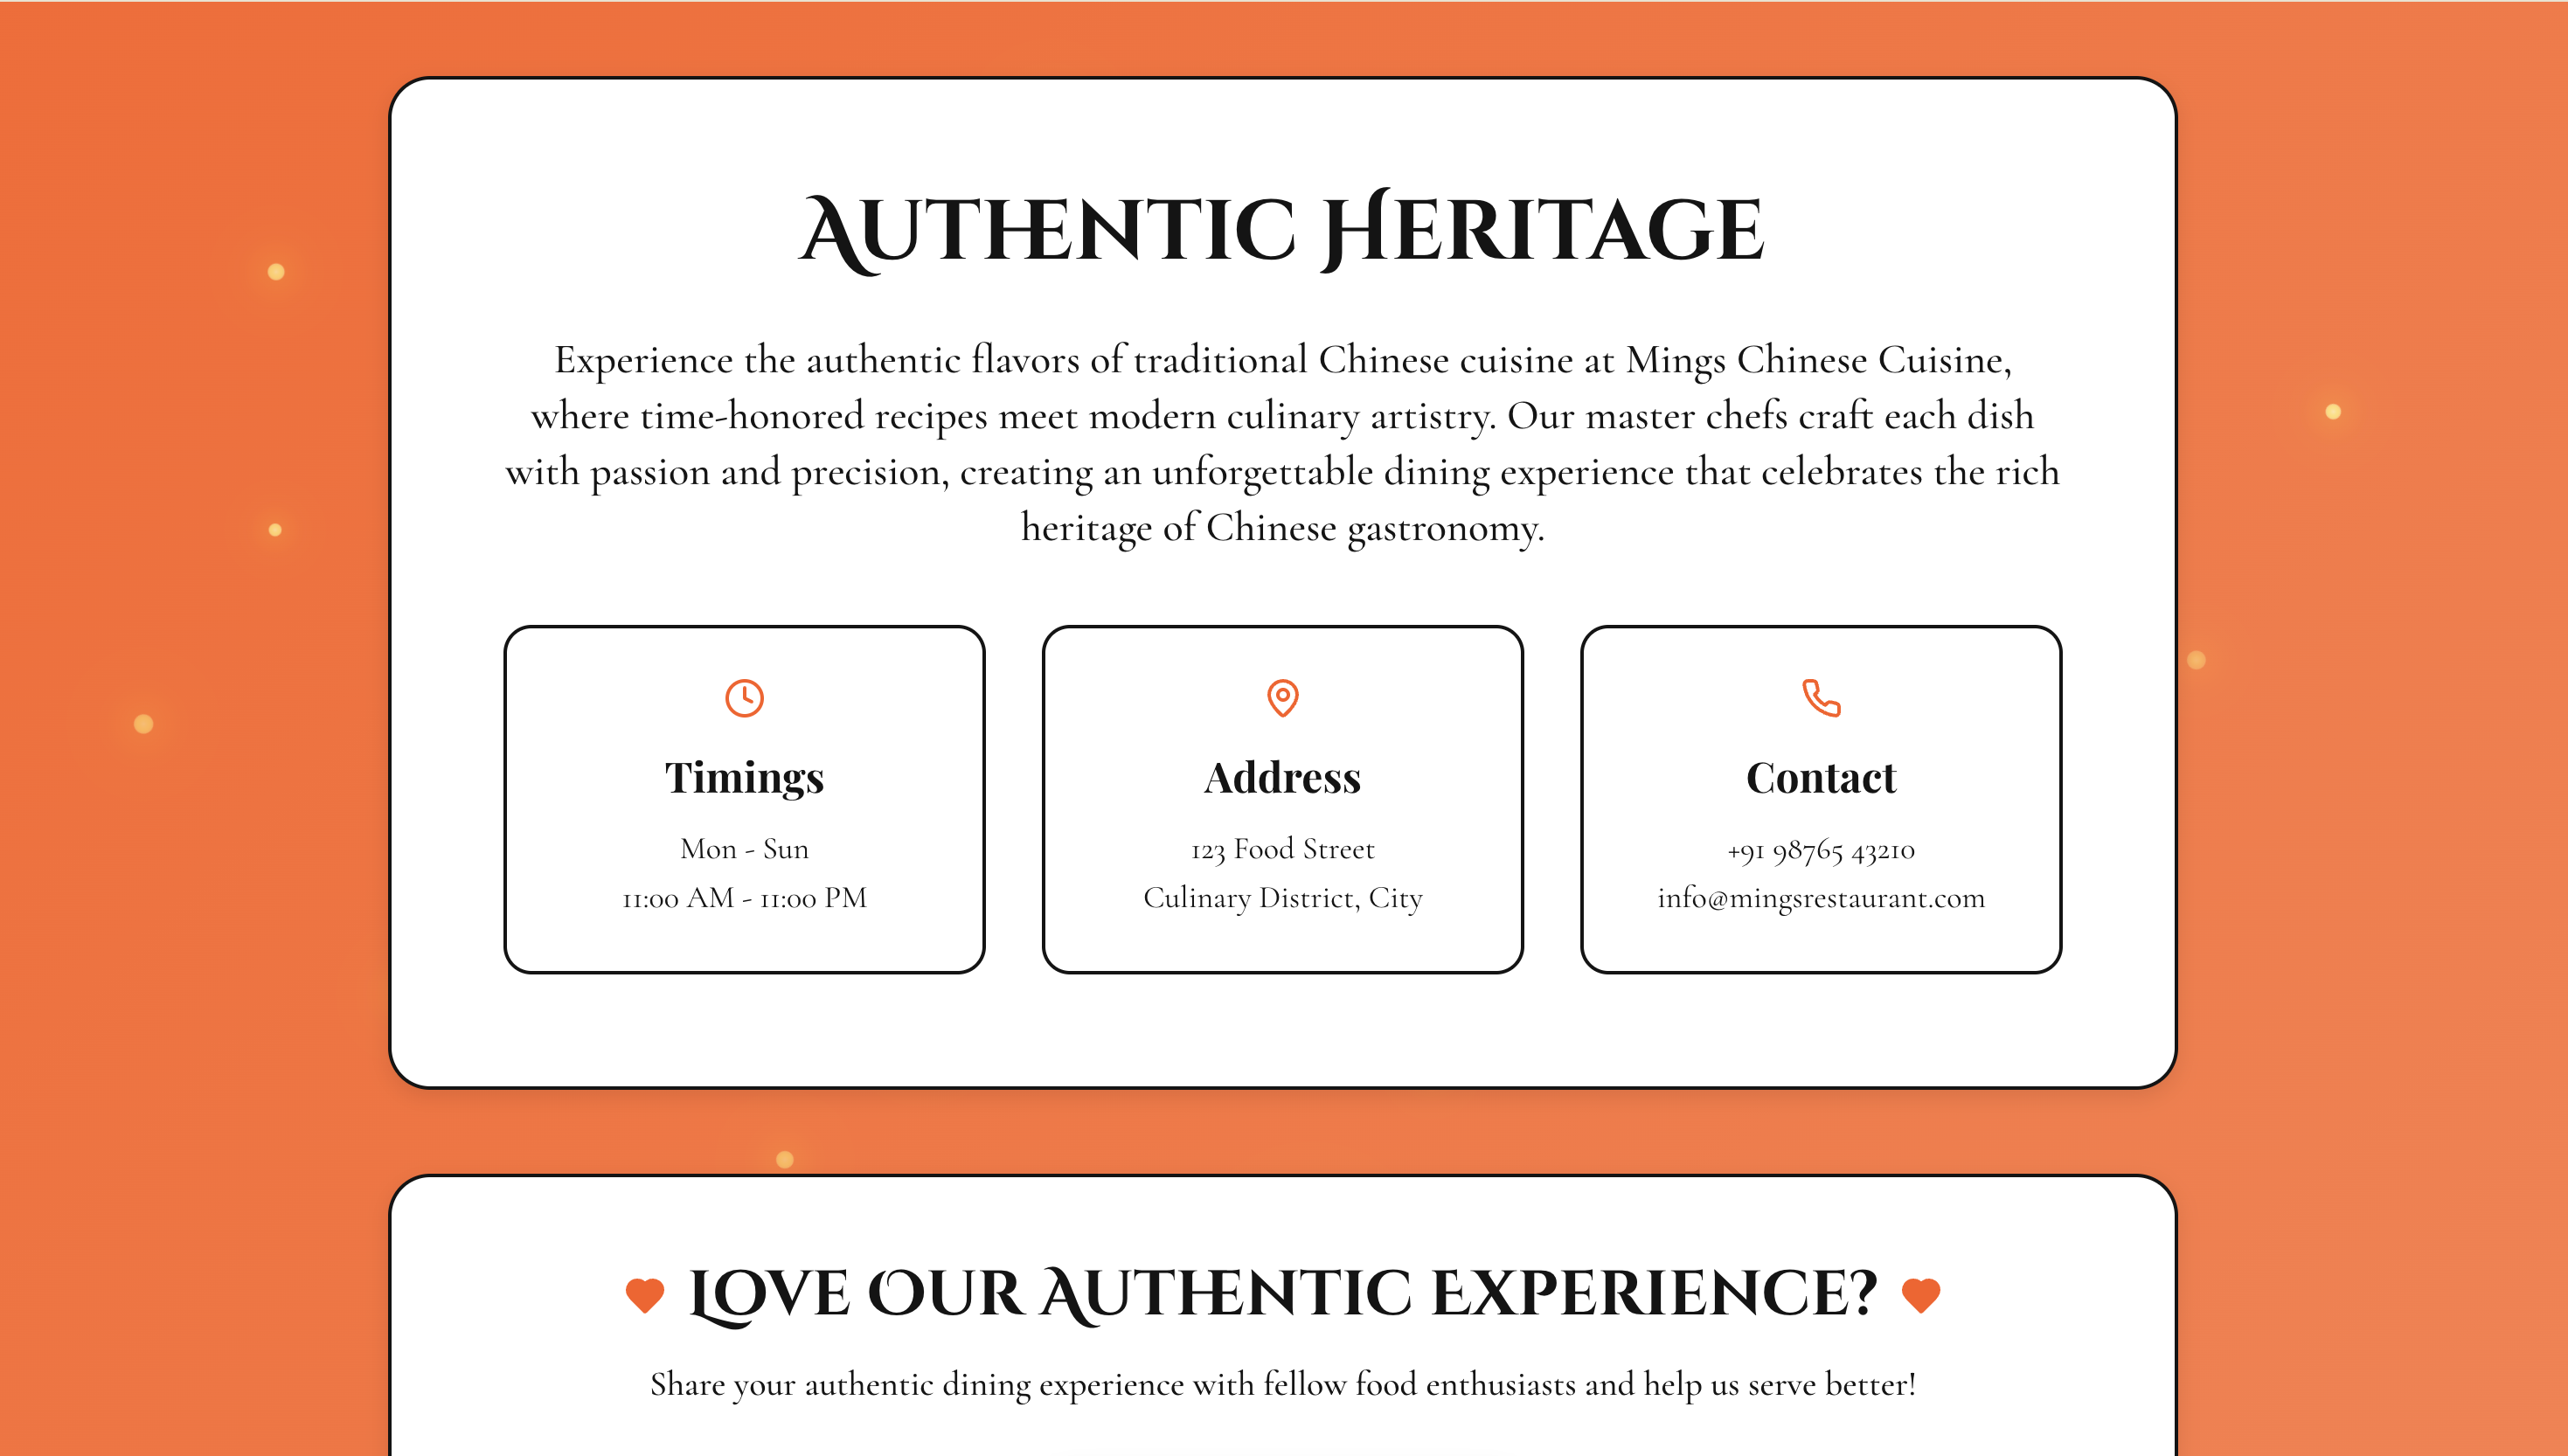 Authentic Heritage
Experience the authentic flavors of traditional Chinese cuisine at Mings Chinese Cuisine,
where time-honored recipes meet modern culinary artistry. Our master chefs craft each dish
with passion and precision, creating an unforgettable dining experience that celebrates the rich
heritage of Chinese gastronomy.
Timings
Mon - Sun
11:00 AM - 11:00 PM
Address
123 Food Street
Culinary District, City
Contact
+91 98765 43210
info@mingsrestaurant.com
Love Our Authentic Experience?
Share your authentic dining experience with fellow food enthusiasts and help us serve better!